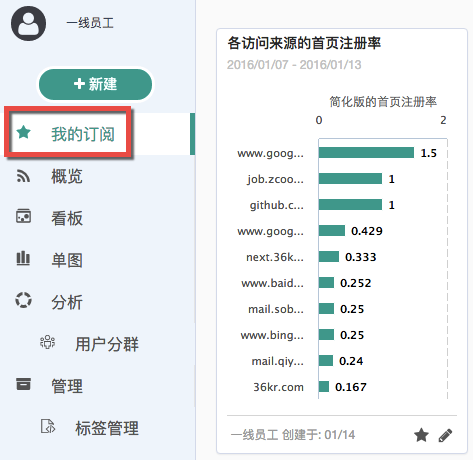 一线员工
新建
我的订阅
概览
看板
单图
分析
用户分群
管理
标签管理
各访问来源的首页注册率
2016/01/07 - 2016/01/13
简化版的首页注册率
0 2
www.goog... 1.5
job.zcoo... 1
github.c... 1
www.goog... 0.429
next.36k... 0.333
www.baid... 0.252
mail.sob... 0.25
www.bing... 0.25
mail.qiy... 0.24
36kr.com 0.167
一线员工 创建于: 01/14